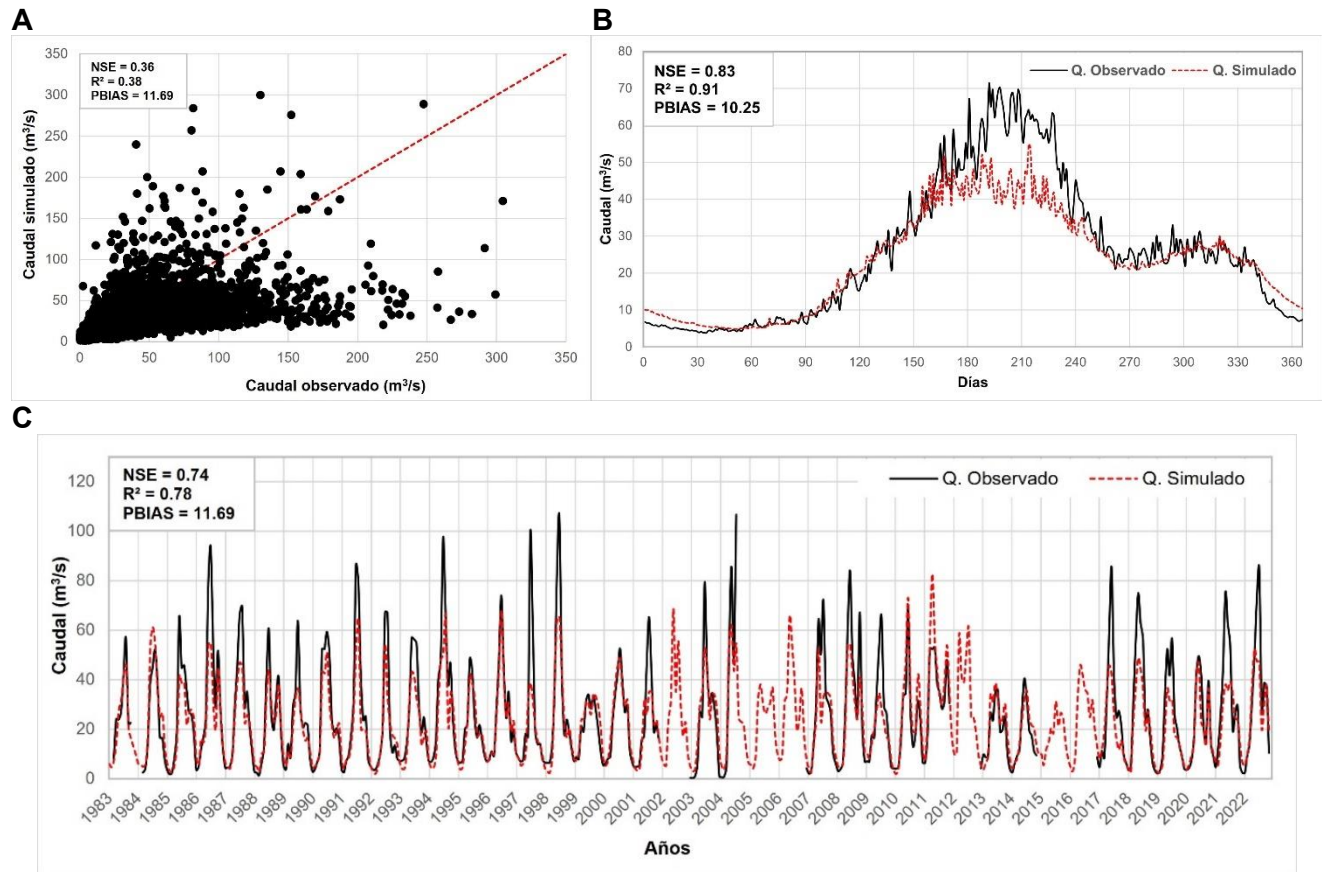 A
NSE = 0.36
R² = 0.38
PBIAS = 11.69
350
300
250
200
150
100
50
0
Caudal simulado (m³/s)
0 50 100 150 200 250 300 350
Caudal observado (m³/s)
B
NSE = 0.83
R² = 0.91
PBIAS = 10.25
Q. Observado Q. Simulado
80
70
60
50
40
30
20
10
0
Caudal (m³/s)
0 30 60 90 120 150 180 210 240 270 300 330 360
Días
C
NSE = 0.74
R² = 0.78
PBIAS = 11.69
Q. Observado Q. Simulado
120
100
80
60
40
20
0
Caudal (m³/s)
1983 1984 1985 1986 1987 1988 1989 1990 1991 1992 1993 1994 1995 1996 1997 1998 1999 2000 2001 2002 2003 2004 2005 2006 2007 2008 2009 2010 2011 2012 2013 2014 2015 2016 2017 2018 2019 2020 2021 2022
Años